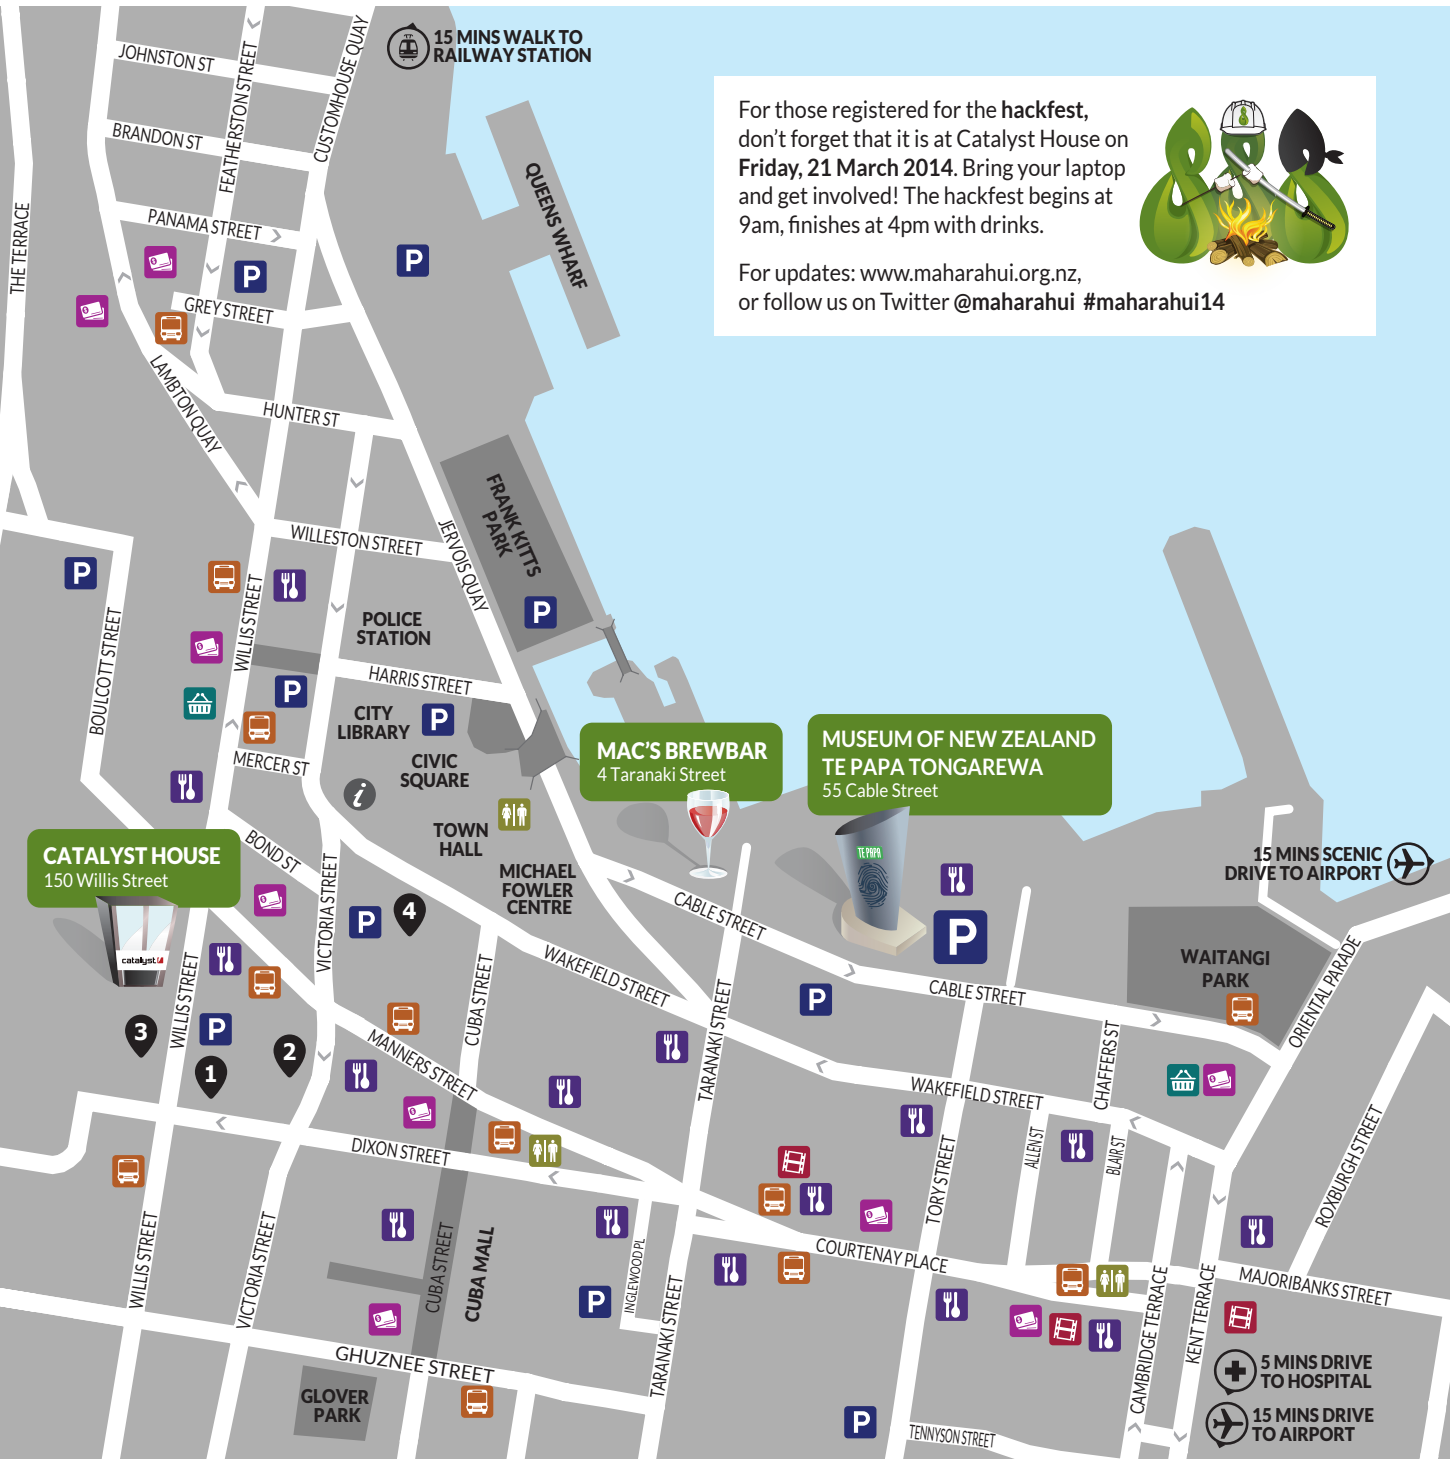 15 MINS WALK TO
RAILWAY STATION
For those registered for the hackfest,
don't forget that it is at Catalyst House on
Friday, 21 March 2014. Bring your laptop
and get involved! The hackfest begins at
9am, finishes at 4pm with drinks.
For updates: www.maharahui.org.nz,
or follow us on Twitter @maharahui #maharahui14
JOHNSTON ST
FEATHERSTON STREET
CUSTOMHOUSE QUAY
BRANDON ST
THE TERRACE
PANAMA STREET
QUEENS WHARF
P
P
GREY STREET
LAMBTON QUAY
HUNTER ST
FRANK KITTS
PARK
P
JERVOIS QUAY
WILLESTON STREET
P
WILLIS STREET
BOULCOTT STREET
POLICE
STATION
HARRIS STREET
P
CITY
LIBRARY
P
CIVIC
SQUARE
MERCER ST
i
TOWN
HALL
MICHAEL
FOWLER
CENTRE
MAC'S BREWBAR
4 Taranaki Street
MUSEUM OF NEW ZEALAND
TE PAPA TONGAREWA
55 Cable Street
TE PAPA
CATALYST HOUSE
150 Willis Street
catalyst
BOND ST
VICTORIA STREET
P
4
CABLE STREET
P
15 MINS SCENIC
DRIVE TO AIRPORT
WAITANGI
PARK
ORIENTAL PARADE
WAKEFIELD STREET
CUBA STREET
TARANAKI STREET
P
CABLE STREET
WILLIS STREET
3
P
1
2
MANNERS STREET
CHAFFERS ST
WAKEFIELD STREET
ALLEN ST
BLAIR ST
ROXBURGH STREET
DIXON STREET
TORY STREET
WILLIS STREET
VICTORIA STREET
CUBA STREET
CUBA MALL
INGLEWOOD PL
P
TARANAKI STREET
COURTENAY PLACE
MAJORIBANKS STREET
CAMBRIDGE TERRACE
KENT TERRACE
GHUZNEE STREET
GLOVER
PARK
5 MINS DRIVE
TO HOSPITAL
15 MINS DRIVE
TO AIRPORT
P
TENNYSON STREET